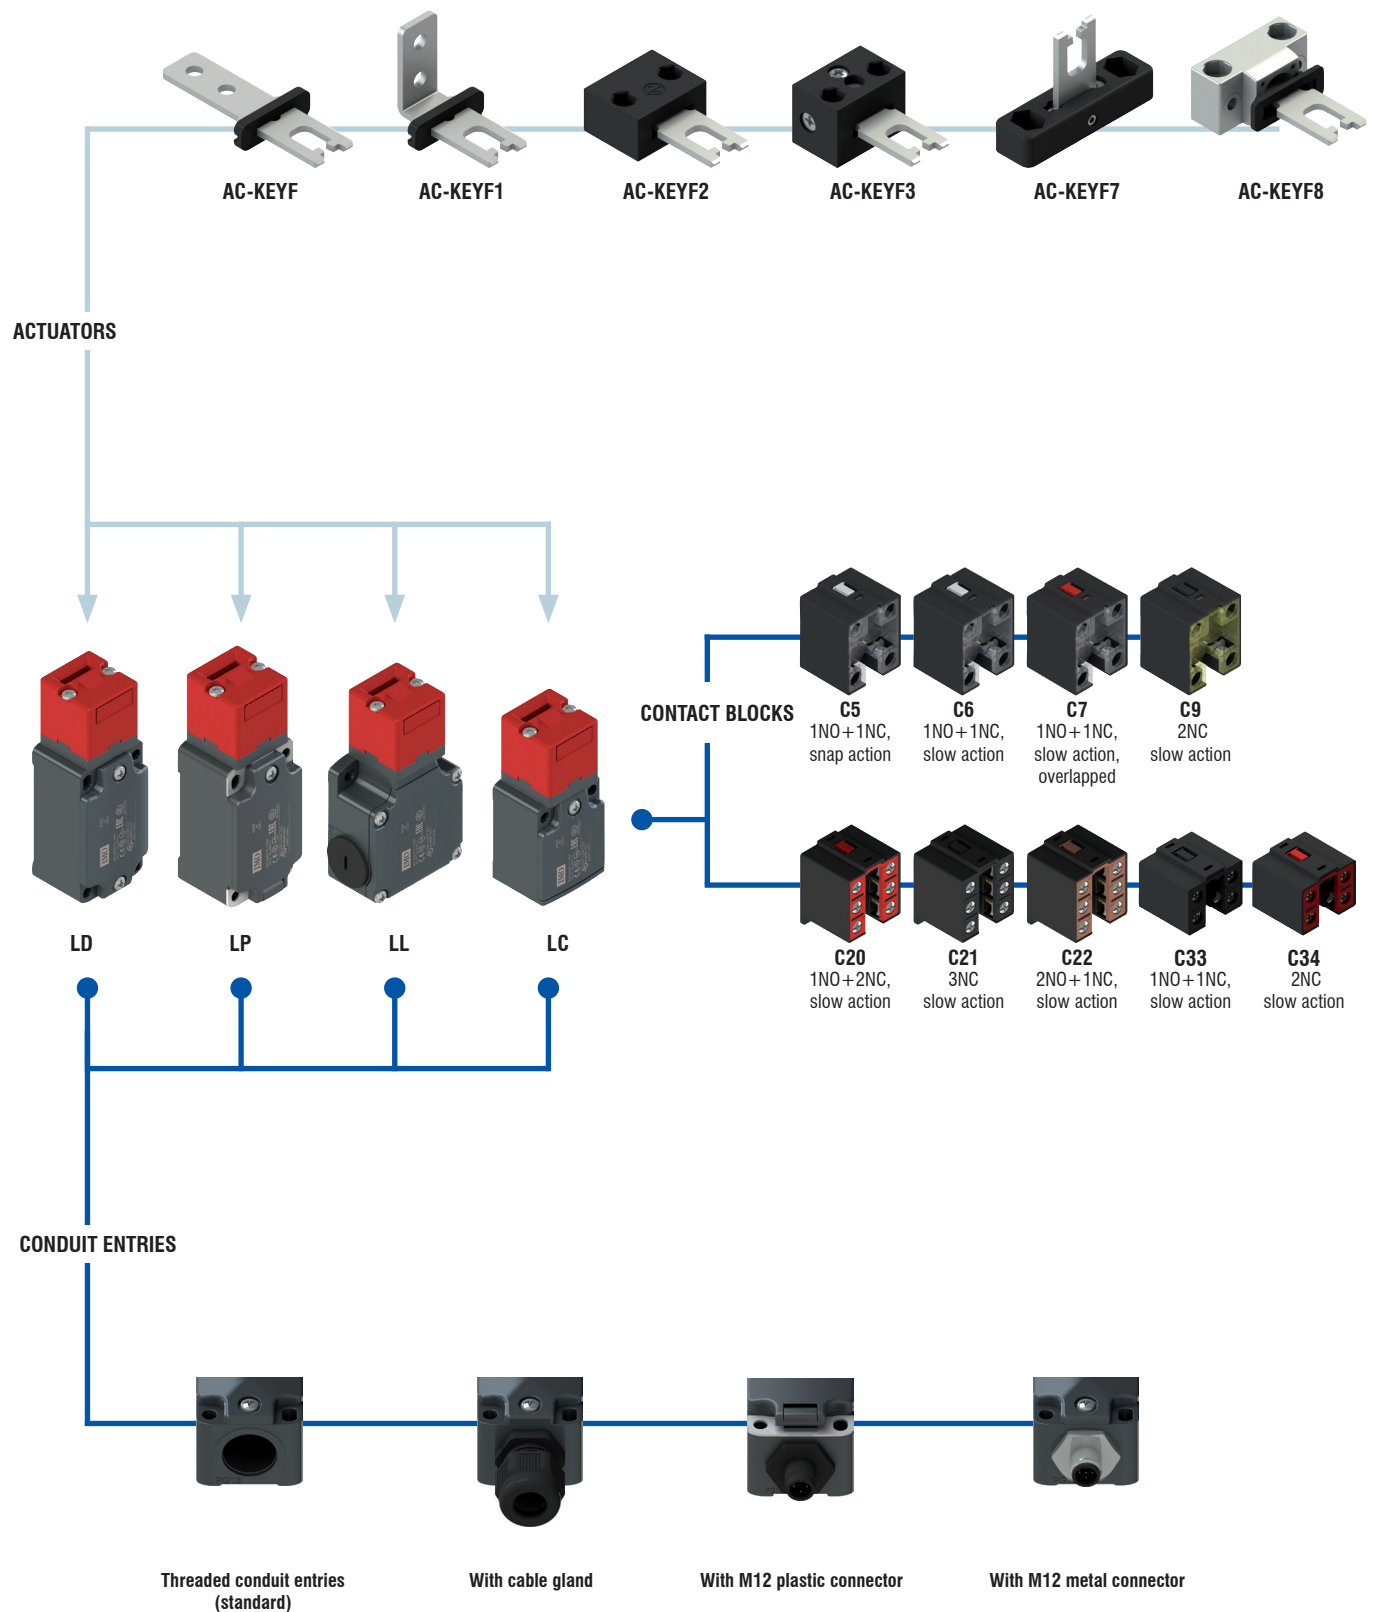 AC-KEYF
AC-KEYF1
AC-KEYF2
AC-KEYF3
AC-KEYF7
AC-KEYF8
ACTUATORS
CONTACT BLOCKS
C5
1NO+1NC,
snap action
C6
1NO+1NC,
slow action
C7
1NO+1NC,
slow action,
overlapped
C9
2NC
slow action
LD
LP
LL
LC
C20
1NO+2NC,
slow action
C21
3NC
slow action
C22
2NO+1NC,
slow action
C33
1NO+1NC,
slow action
C34
2NC
slow action
CONDUIT ENTRIES
Threaded conduit entries
(standard)
With cable gland
With M12 plastic connector
With M12 metal connector